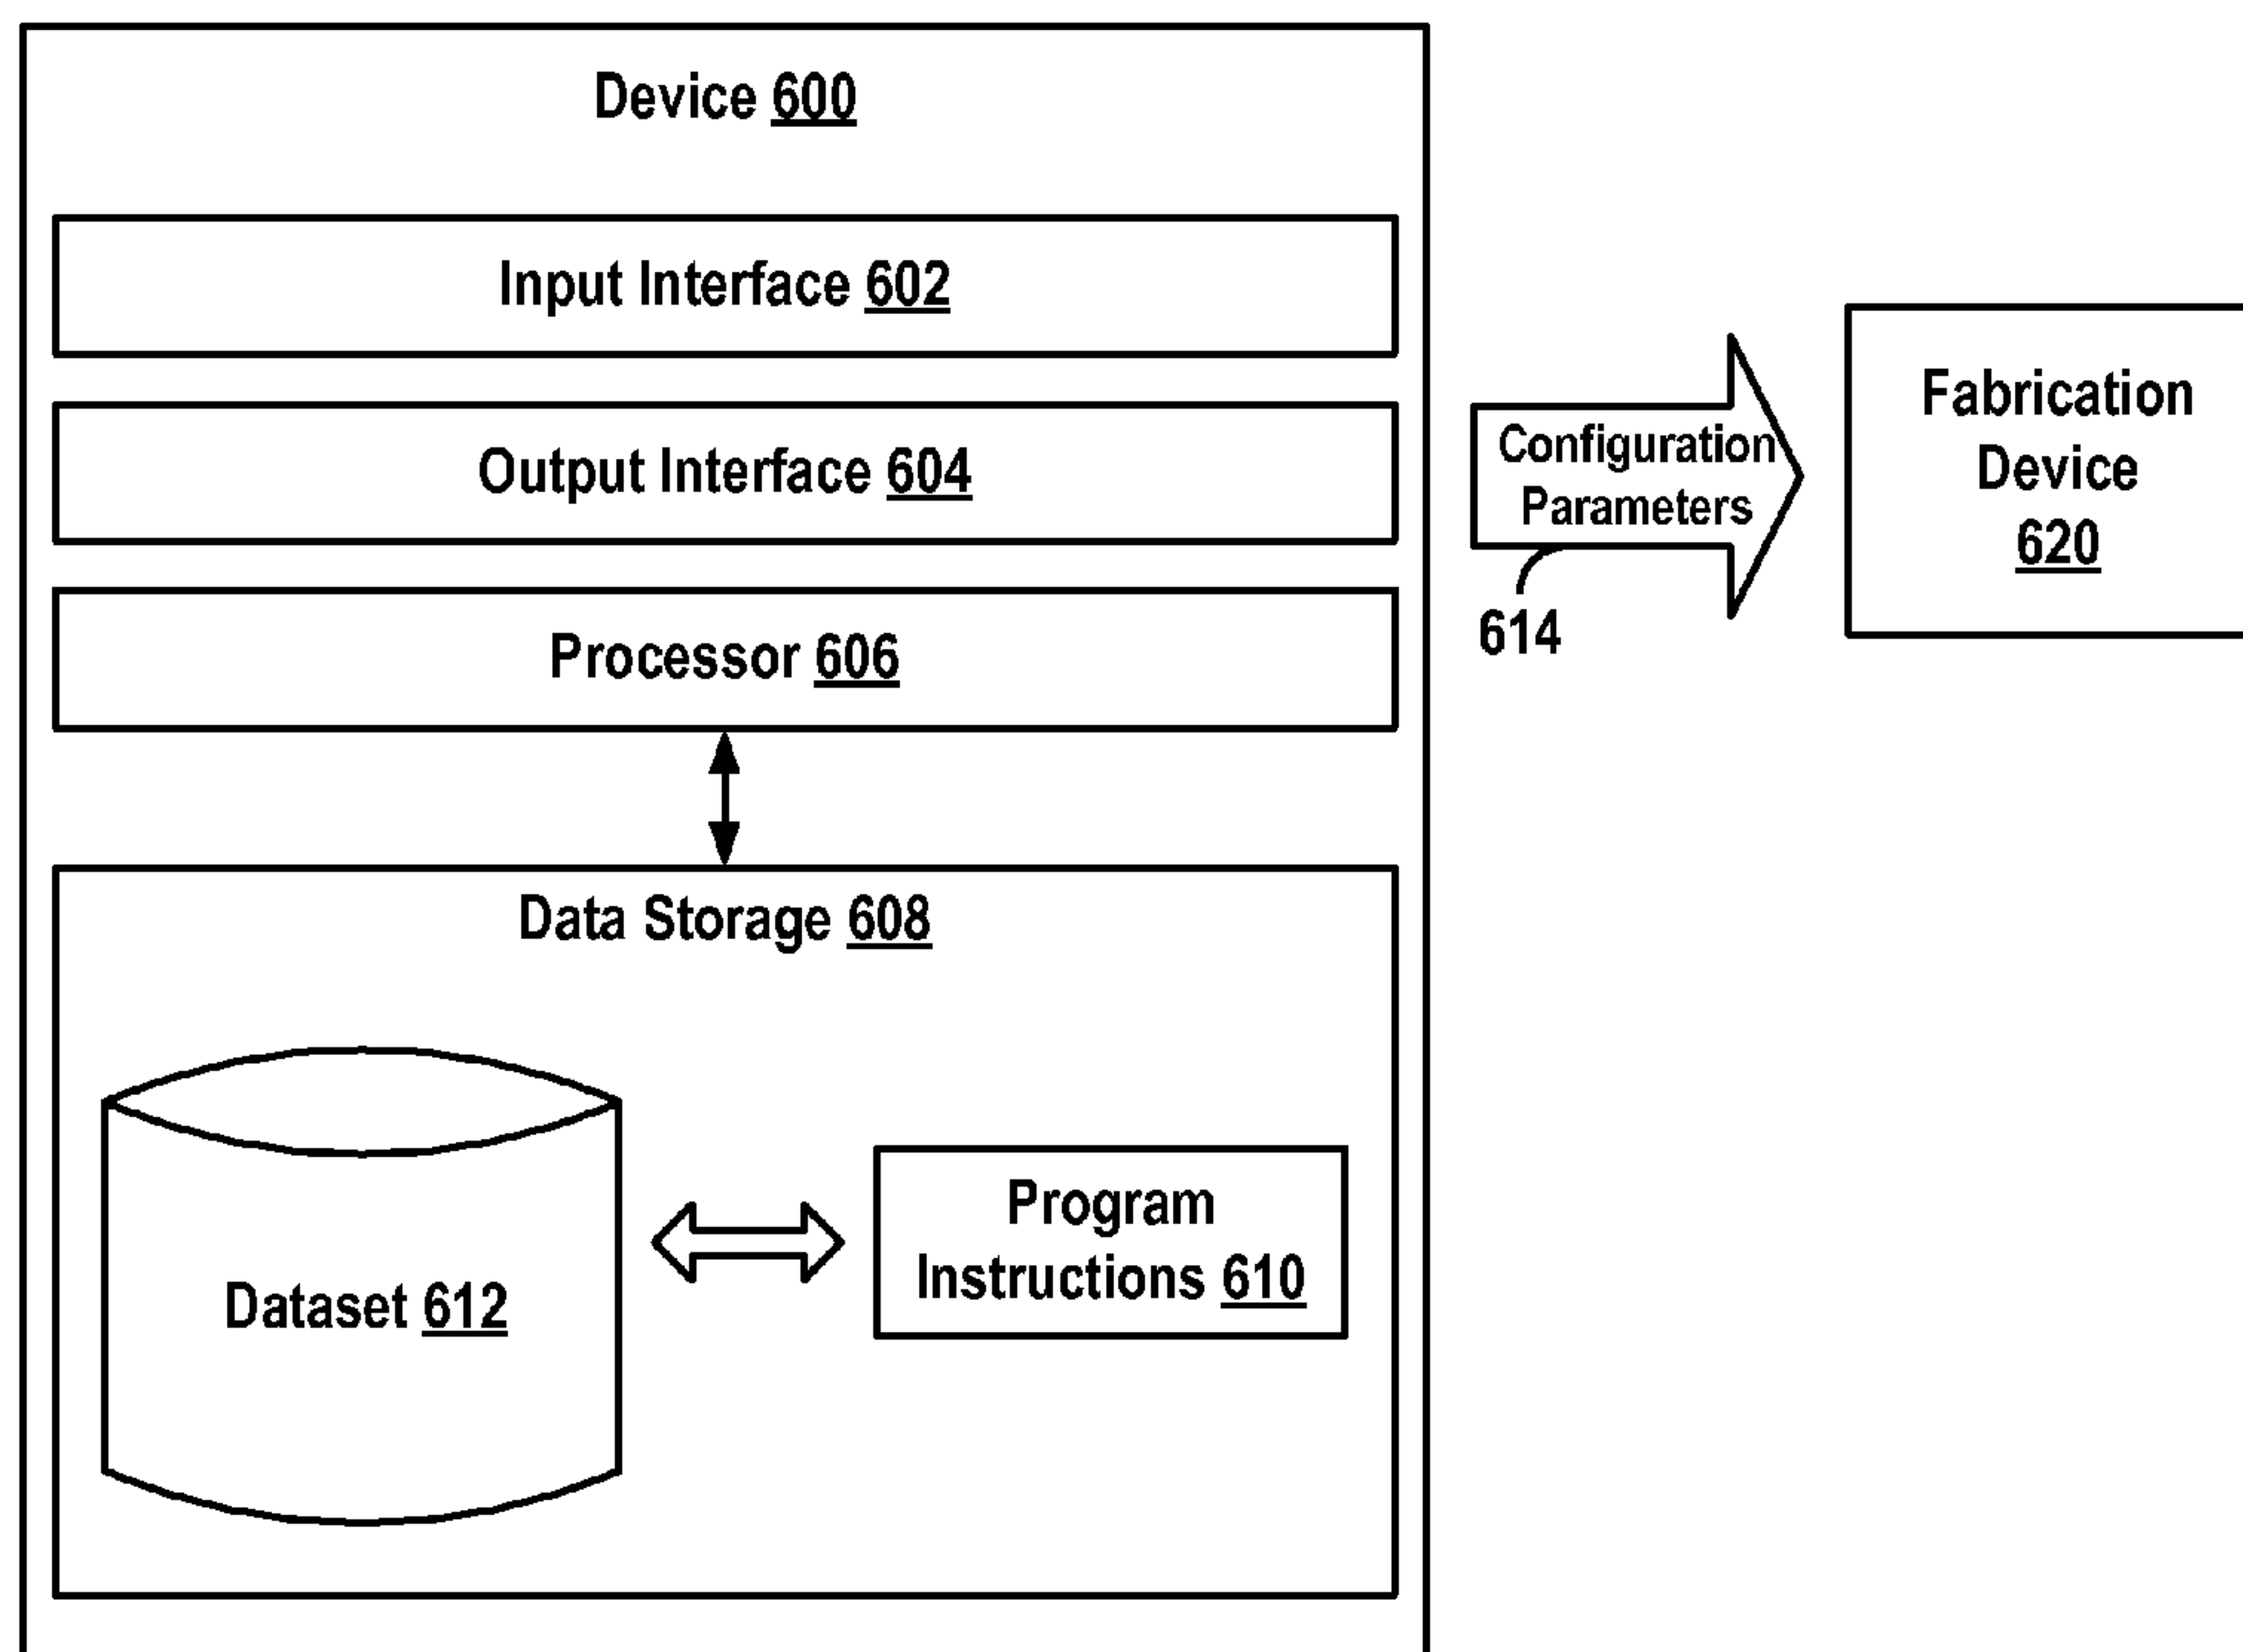 Device 600
Input Interface 602
Output Interface 604
Processor 606
Data Storage 608
Dataset 612
Program
Instructions 610
Configuration
Parameters
614
Fabrication
Device
620